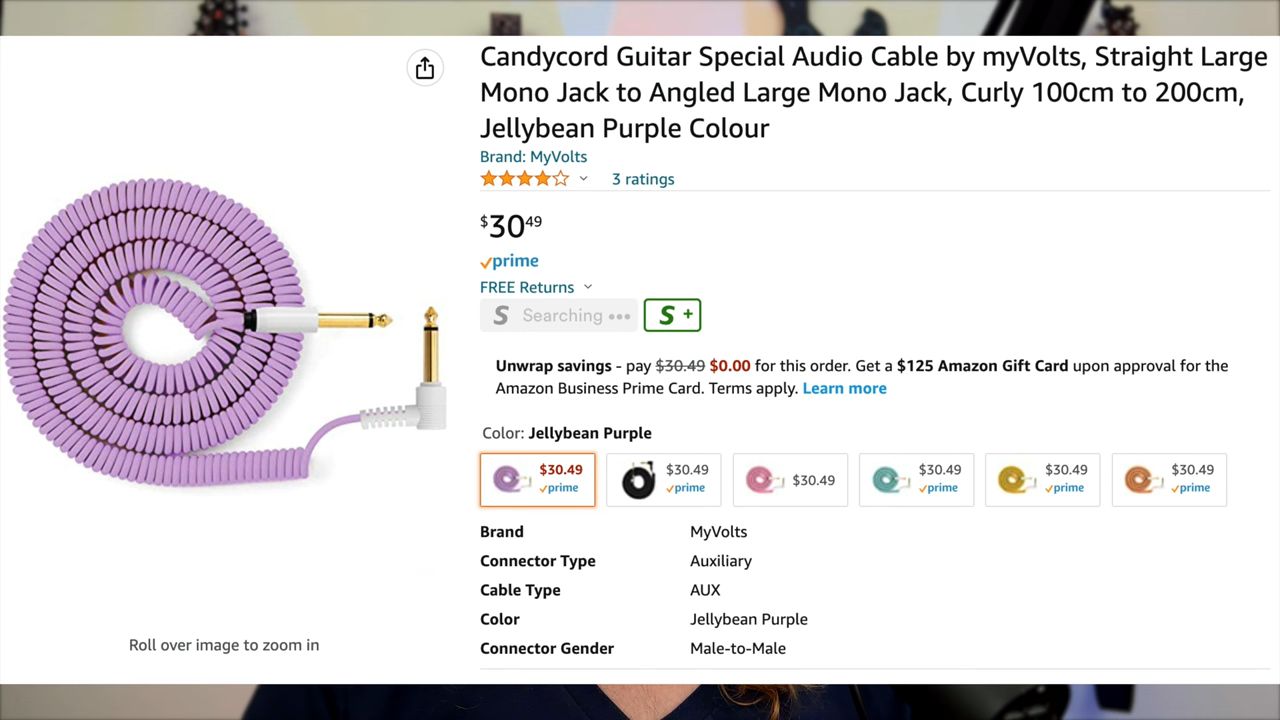 Candycord Guitar Special Audio Cable by myVolts, Straight Large
Mono Jack to Angled Large Mono Jack, Curly 100cm to 200cm,
Jellybean Purple Colour
Brand: MyVolts
3 ratings
$30.49
prime
FREE Returns
S Searching ••• S +
Unwrap savings - pay $30.49 $0.00 for this order. Get a $125 Amazon Gift Card upon approval for the
Amazon Business Prime Card. Terms apply. Learn more
Color: Jellybean Purple
$30.49 $30.49 $30.49 $30.49 $30.49 $30.49
prime prime prime prime prime
Brand MyVolts
Connector Type Auxiliary
Cable Type AUX
Color Jellybean Purple
Connector Gender Male-to-Male
Roll over image to zoom in